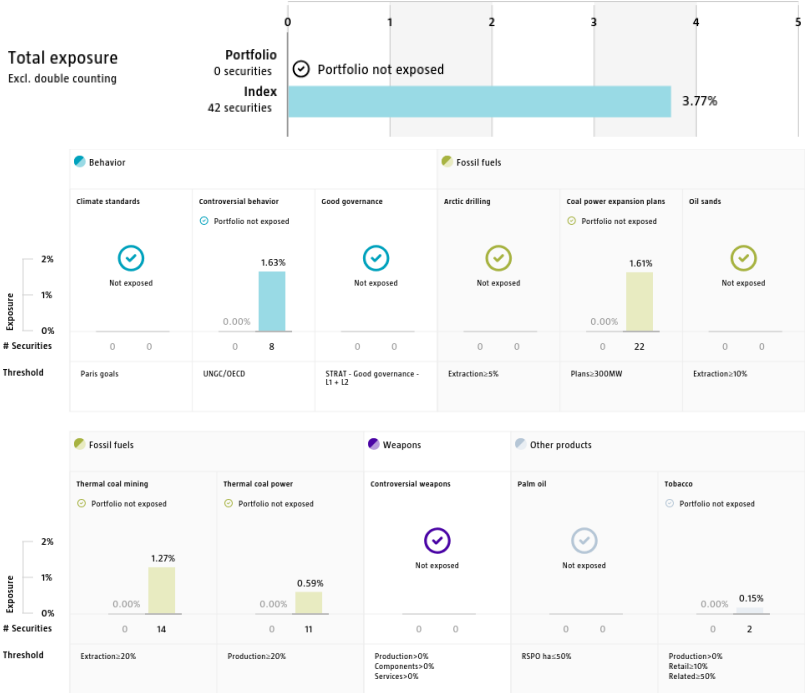 0 1 2 3 4 5
Total exposure
Excl. double counting
Portfolio
0 securities
Portfolio not exposed
Index
42 securities
3.77%
Behavior
Fossil fuels
Climate standards
Controversial behavior
Good governance
Arctic drilling
Coal power expansion plans
Oil sands
Portfolio not exposed
Portfolio not exposed
Not exposed
1.63%
Not exposed
Not exposed
1.61%
Not exposed
0.00%
0.00%
Exposure
2%
1%
0%
# Securities
0 0 0 8 0 0 0 0 0 22 0 0
Threshold
Paris goals
UNGC/OECD
STRAT - Good governance -
L1 + L2
Extraction≥5%
Plans≥300MW
Extraction≥10%
Fossil fuels
Weapons
Other products
Thermal coal mining
Thermal coal power
Controversial weapons
Palm oil
Tobacco
Portfolio not exposed
Portfolio not exposed
Portfolio not exposed
1.27%
0.59%
Not exposed
Not exposed
0.15%
0.00%
0.00%
0.00%
Exposure
2%
1%
0%
# Securities
0 14 0 11 0 0 0 0 0 2
Threshold
Extraction≥20%
Production≥20%
Production>0%
Components>0%
Services>0%
RSPO ha≤50%
Production>0%
Retail≥10%
Related≥50%